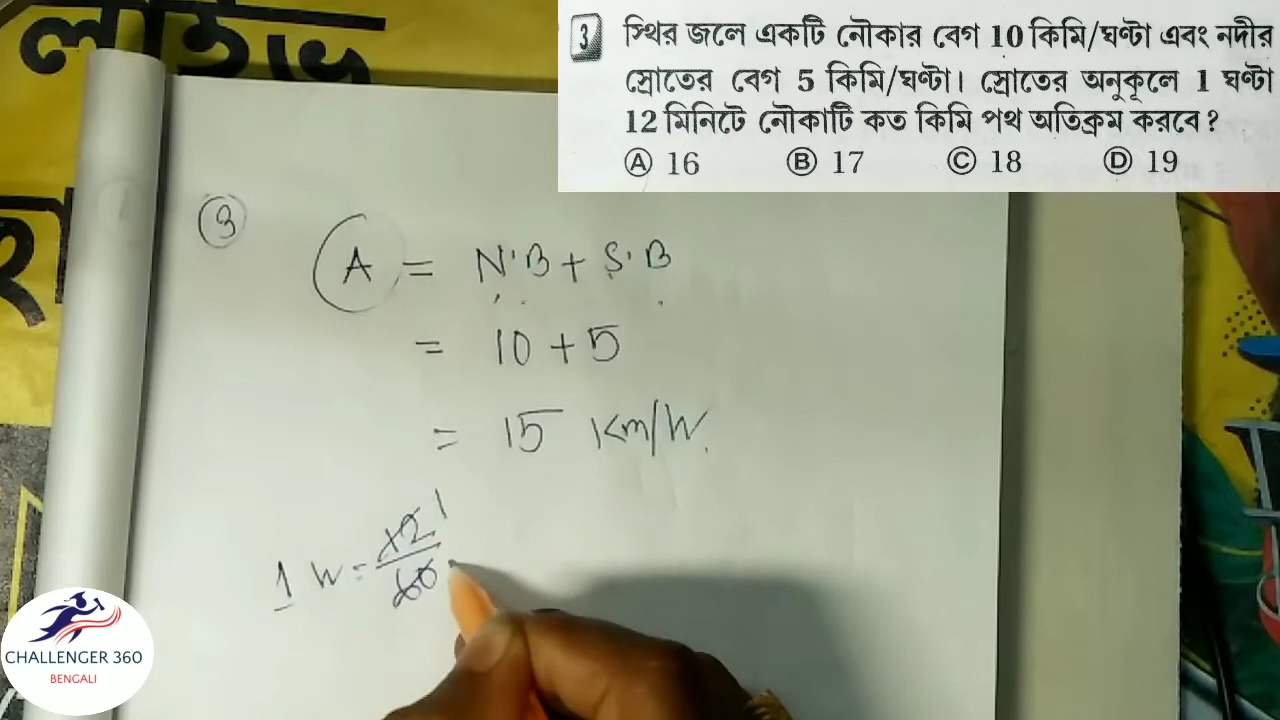 3 স্থির জলে একটি নৌকার বেগ 10 কিমি/ঘণ্টা এবং নদীর
স্রোতের বেগ 5 কিমি/ঘণ্টা। স্রোতের অনুকূলে 1 ঘণ্টা
12 মিনিটে নৌকাটি কত কিমি পথ অতিক্রম করবে?
Ⓐ 16 Ⓑ 17 Ⓒ 18 Ⓓ 19
3
A = N.B + S.B
= 10 + 5
= 15 Km/h
1 h = 12/60 1
CHALLENGER 360
BENGALI